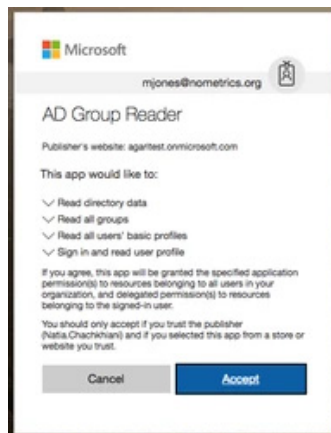 Microsoft
mjones@nometrics.org
AD Group Reader
Publisher's website: agaritest.onmicrosoft.com
This app would like to:
Read directory data
Read all groups
Read all users' basic profiles
Sign in and read user profile
If you agree, this app will be granted the specified application
permission(s) to resources belonging to all users in your
organization, and delegated permission(s) to resources
belonging to the signed-in user.
You should only accept if you trust the publisher
(Natia.Chachkhiani) and if you selected this app from a store or
website you trust.
Cancel
Accept